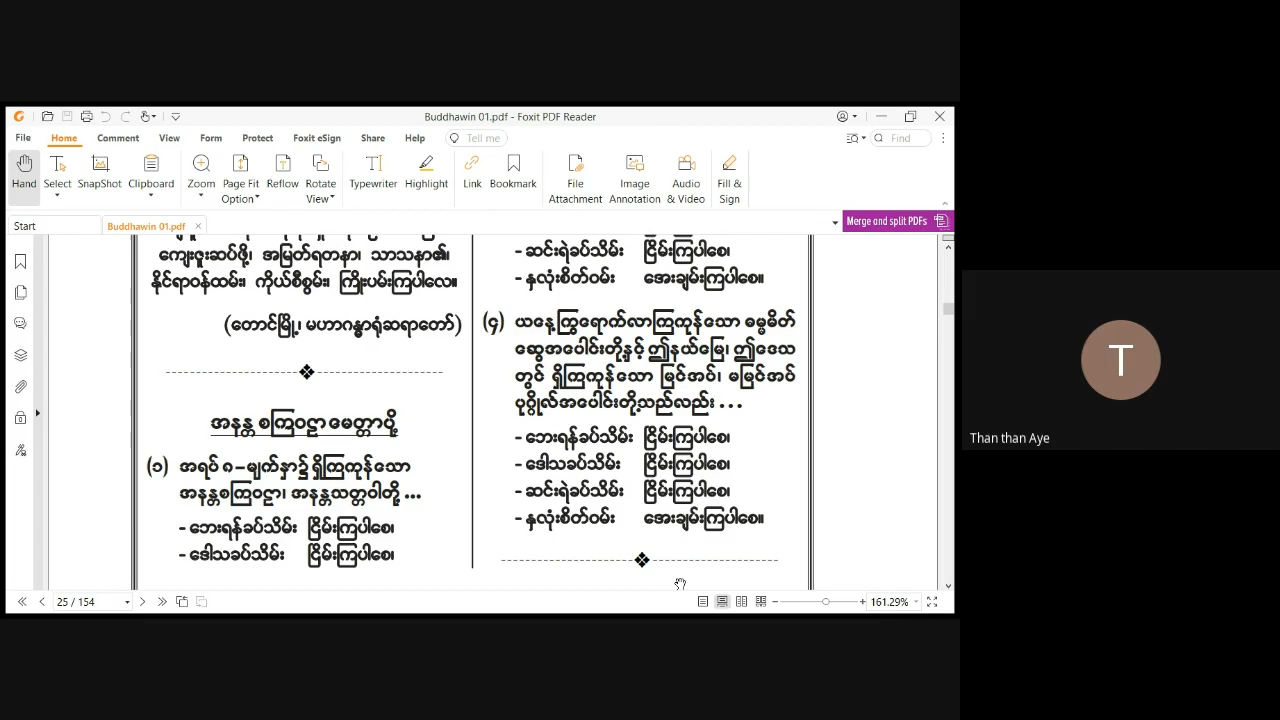 Buddhawin 01.pdf - Foxit PDF Reader
File Home Comment View Form Protect Foxit eSign Share Help Tell me Find
Hand Select SnapShot Clipboard Zoom Page Fit Option Reflow Rotate View Typewriter Highlight Link Bookmark File Attachment Image Annotation Audio & Video Fill & Sign
Start Buddhawin 01.pdf Merge and split PDFs
ကျေးဇူးဆပ်ဖို့၊ အမြတ်ရတနာ၊ သာသနာ၏၊
နိုင်ရာဝန်ထမ်း၊ ကိုယ်စီစွမ်း၊ ကြိုးပမ်းကြပါလေ။
(တောင်မြို့၊ မဟာဂန္ဓာရုံဆရာတော်)
အနန္တ စကြဝဠာ မေတ္တာပို့
(၁) အရပ် ၈-မျက်နှာ၌ ရှိကြကုန်သော
အနန္တစကြဝဠာ၊ အနန္တသတ္တဝါတို့ ...
- ဘေးရန်ခပ်သိမ်း ငြိမ်းကြပါစေ၊
- ဒေါသခပ်သိမ်း ငြိမ်းကြပါစေ၊
- ဆင်းရဲခပ်သိမ်း ငြိမ်းကြပါစေ၊
- နှလုံးစိတ်ဝမ်း အေးချမ်းကြပါစေ။
(၄) ယနေ့ကြွရောက်လာကြကုန်သော ဓမ္မမိတ်
ဆွေအပေါင်းတို့နှင့် ဤနယ်မြေ၊ ဤဒေသ
တွင် ရှိကြကုန်သော မြင်အပ်၊ မမြင်အပ်
ပုဂ္ဂိုလ်အပေါင်းတို့သည်လည်း ...
- ဘေးရန်ခပ်သိမ်း ငြိမ်းကြပါစေ၊
- ဒေါသခပ်သိမ်း ငြိမ်းကြပါစေ၊
- ဆင်းရဲခပ်သိမ်း ငြိမ်းကြပါစေ၊
- နှလုံးစိတ်ဝမ်း အေးချမ်းကြပါစေ။
25 / 154 161.29%
T
Than than Aye